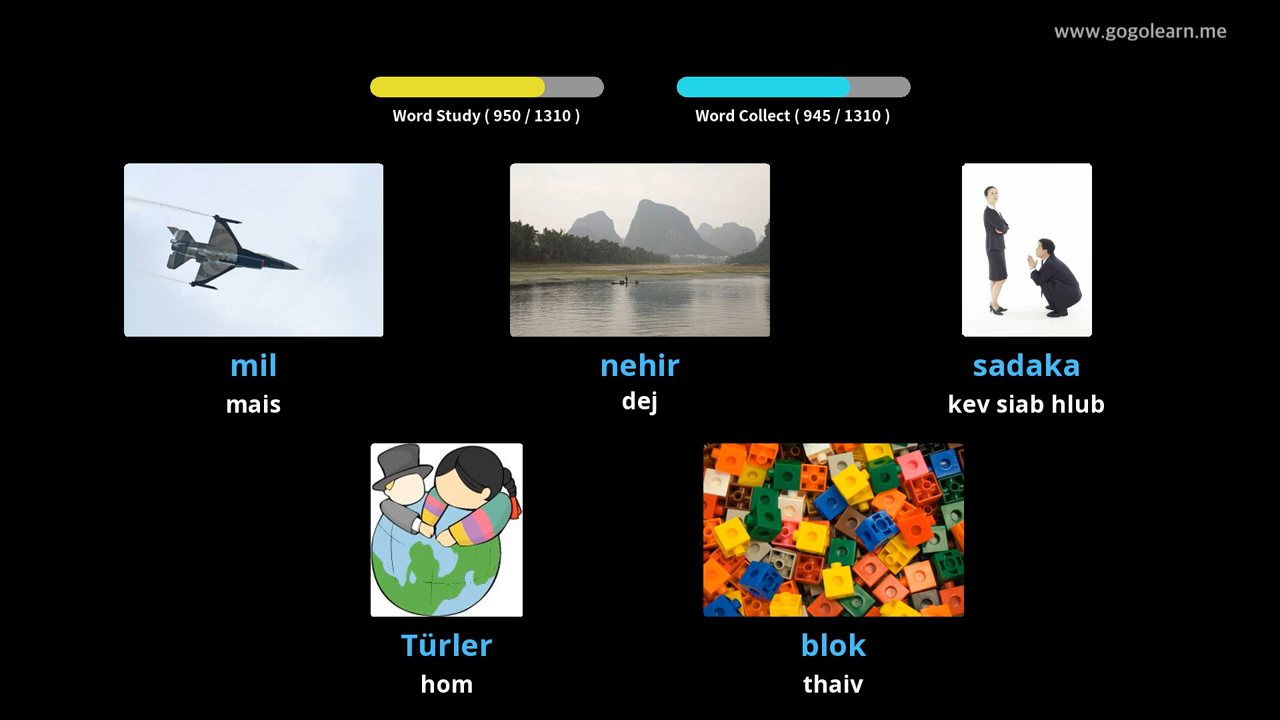 www.gogolearn.me
Word Study ( 950 / 1310 )
Word Collect ( 945 / 1310 )
mil
mais
nehir
dej
sadaka
kev siab hlub
Türler
hom
blok
thaiv